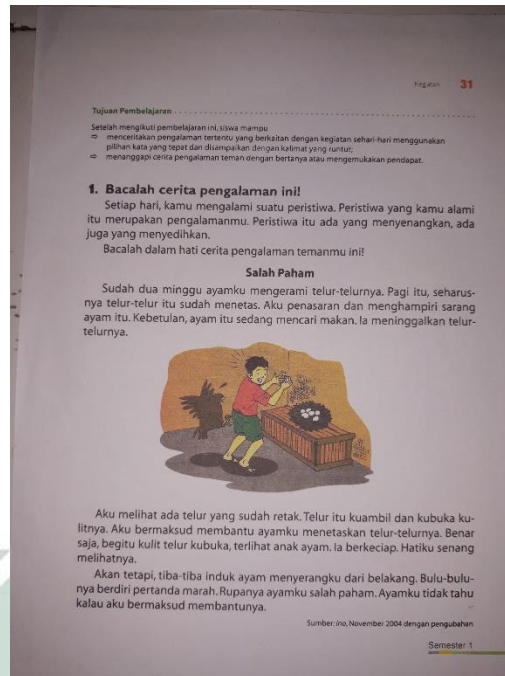 Kegiatan 31
Tujuan Pembelajaran
Setelah mengikuti pembelajaran ini, siswa mampu
⇨ menceritakan pengalaman tertentu yang berkaitan dengan kegiatan sehari-hari menggunakan
pilihan kata yang tepat dan disampaikan dengan kalimat yang runtut;
⇨ menanggapi cerita pengalaman teman dengan bertanya atau mengemukakan pendapat.
1. Bacalah cerita pengalaman ini!
Setiap hari, kamu mengalami suatu peristiwa. Peristiwa yang kamu alami
itu merupakan pengalamanmu. Peristiwa itu ada yang menyenangkan, ada
juga yang menyedihkan.
Bacalah dalam hati cerita pengalaman temanmu ini!
Salah Paham
Sudah dua minggu ayamku mengerami telur-telurnya. Pagi itu, seharus-
nya telur-telur itu sudah menetas. Aku penasaran dan menghampiri sarang
ayam itu. Kebetulan, ayam itu sedang mencari makan. Ia meninggalkan telur-
telurnya.
Aku melihat ada telur yang sudah retak. Telur itu kuambil dan kubuka ku-
litnya. Aku bermaksud membantu ayamku menetaskan telur-telurnya. Benar
saja, begitu kulit telur kubuka, terlihat anak ayam. Ia berkeciap. Hatiku senang
melihatnya.
Akan tetapi, tiba-tiba induk ayam menyerangku dari belakang. Bulu-bulu-
nya berdiri pertanda marah. Rupanya ayamku salah paham. Ayamku tidak tahu
kalau aku bermaksud membantunya.
Sumber: Ino, November 2004 dengan pengubahan
Semester 1